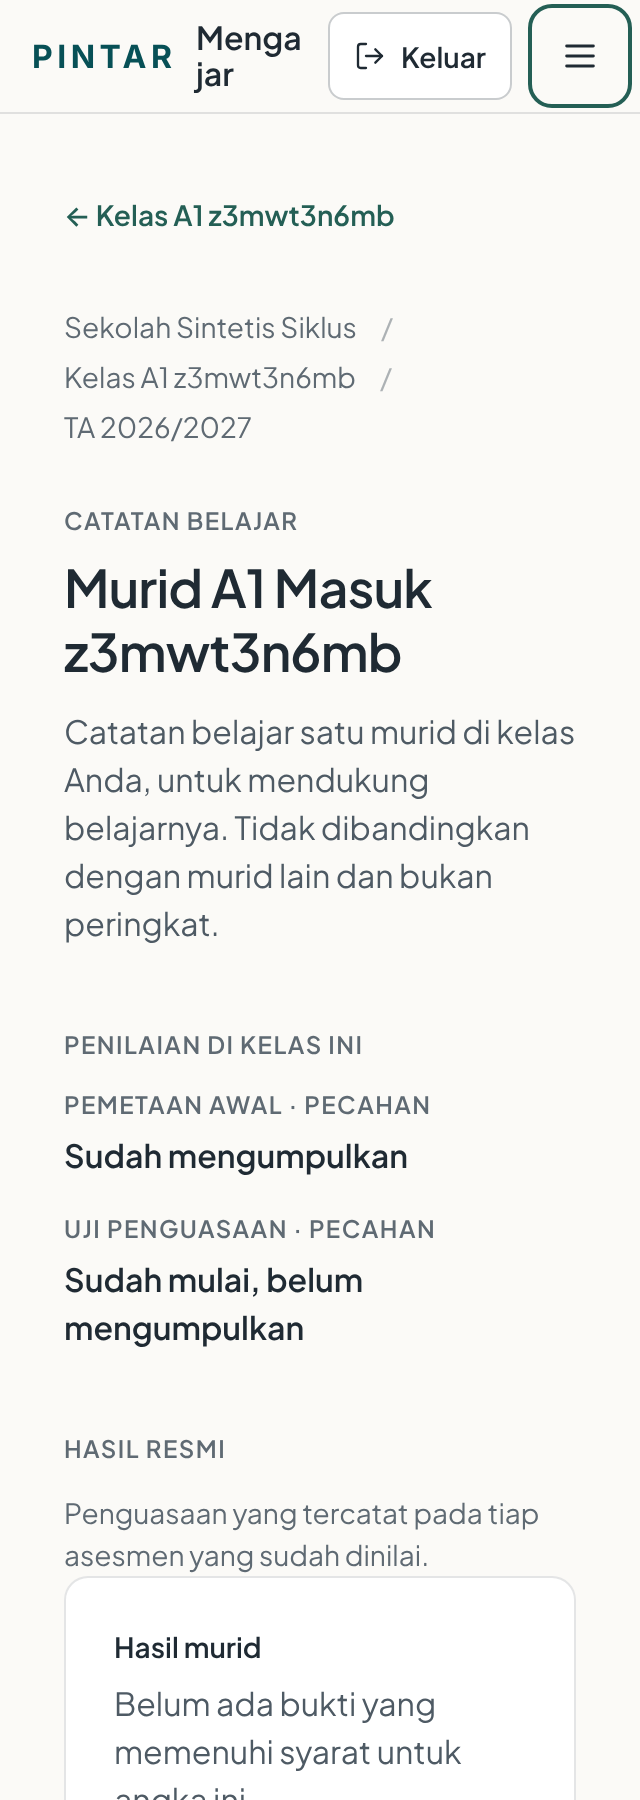 PINTAR
Menga
jar
Keluar
← Kelas A1 z3mwt3n6mb
Sekolah Sintetis Siklus /
Kelas A1 z3mwt3n6mb /
TA 2026/2027
CATATAN BELAJAR
Murid A1 Masuk
z3mwt3n6mb
Catatan belajar satu murid di kelas
Anda, untuk mendukung
belajarnya. Tidak dibandingkan
dengan murid lain dan bukan
peringkat.
PENILAIAN DI KELAS INI
PEMETAAN AWAL · PECAHAN
Sudah mengumpulkan
UJI PENGUASAAN · PECAHAN
Sudah mulai, belum
mengumpulkan
HASIL RESMI
Penguasaan yang tercatat pada tiap
asesmen yang sudah dinilai.
Hasil murid
Belum ada bukti yang
memenuhi syarat untuk
angka ini